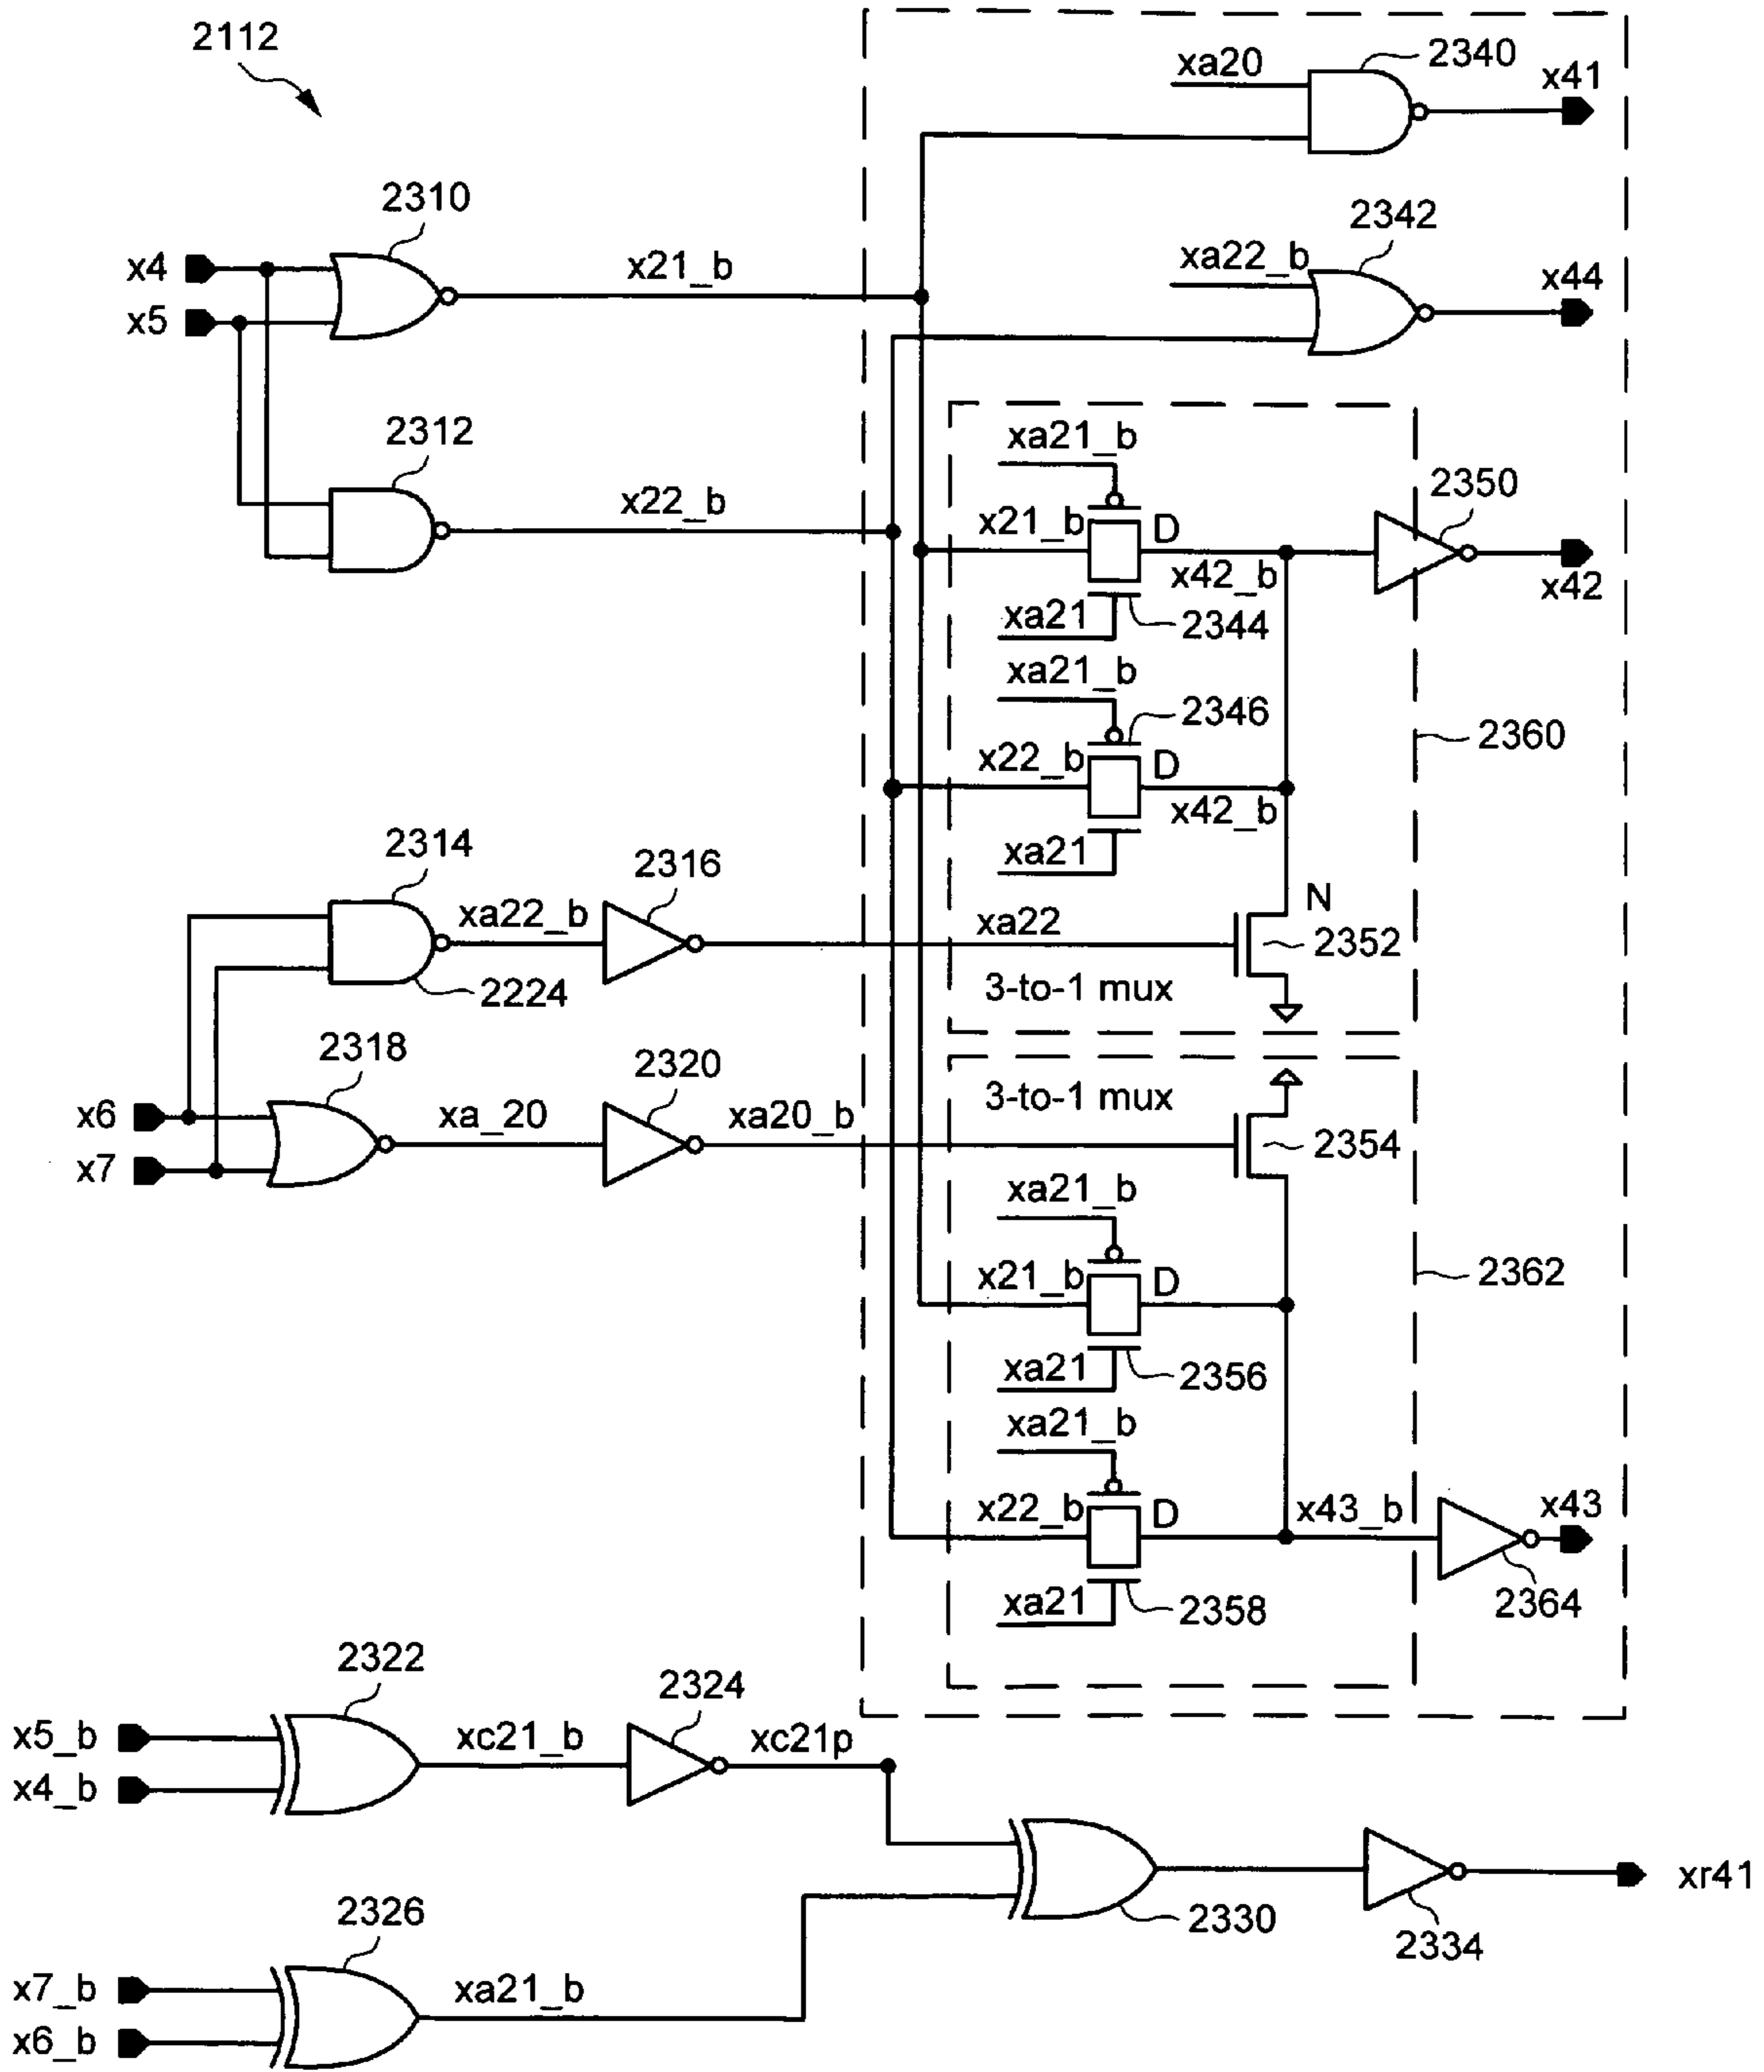 2112
xa20
2340
x41
2310
x4
x21_b
x5
xa22_b
2342
x44
2312
x22_b
xa21_b
2350
x21_b
D
x42_b
x42
xa21
2344
xa21_b
2346
2360
x22_b
D
x42_b
xa21
2314
xa22_b
2316
xa22
N
2352
2224
3-to-1 mux
2318
2320
3-to-1 mux
x6
xa_20
xa20_b
2354
x7
xa21_b
x21_b
D
2362
xa21
2356
xa21_b
x22_b
D
x43_b
x43
xa21
2358
2364
2322
2324
x5_b
xc21_b
xc21p
x4_b
xr41
2326
2330
2334
x7_b
xa21_b
x6_b